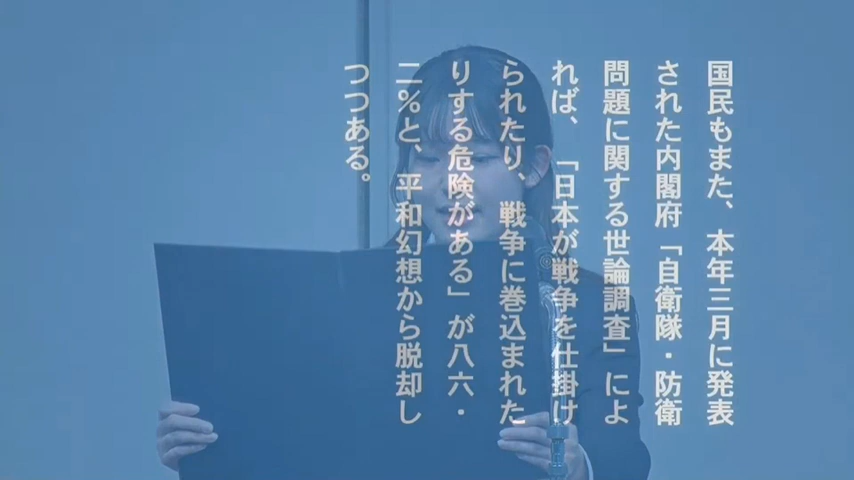 国民もまた、本年三月に発表
された内閣府「自衛隊・防衛
問題に関する世論調査」によ
れば、「日本が戦争を仕掛け
られたり、戦争に巻込まれた
りする危険がある」が八六・
二％と、平和幻想から脱却し
つつある。